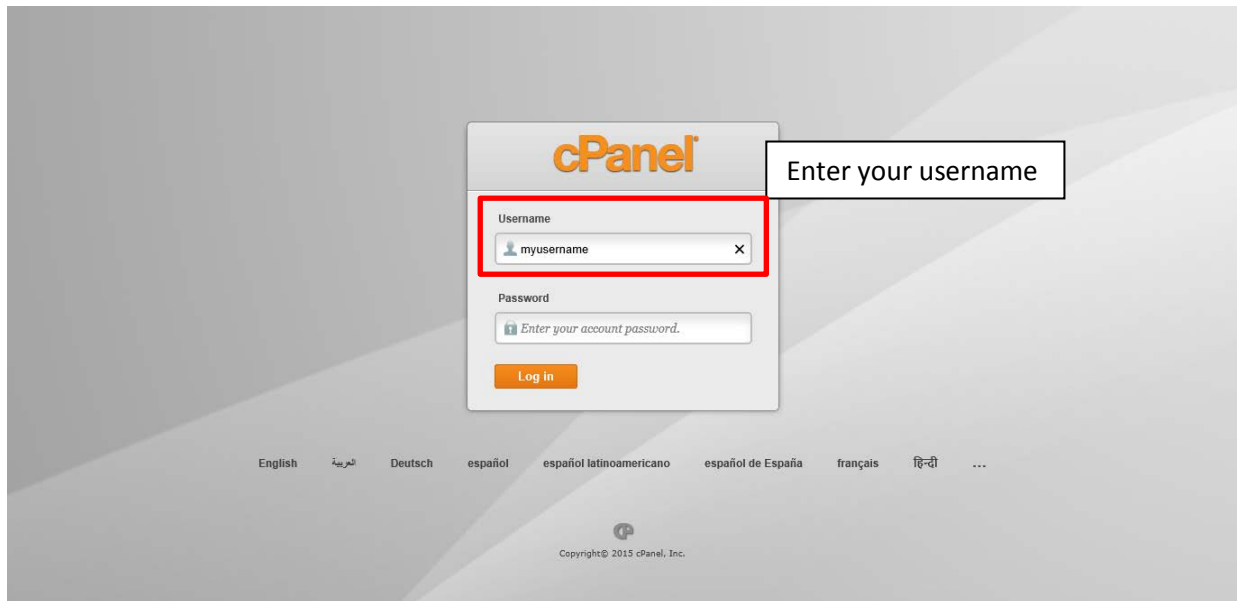 cPanel®
Enter your username
Username
myusername
Password
Enter your account password.
Log in
English العربية Deutsch español español latinoamericano español de España français हिन्दी ...
Copyright© 2015 cPanel, Inc.